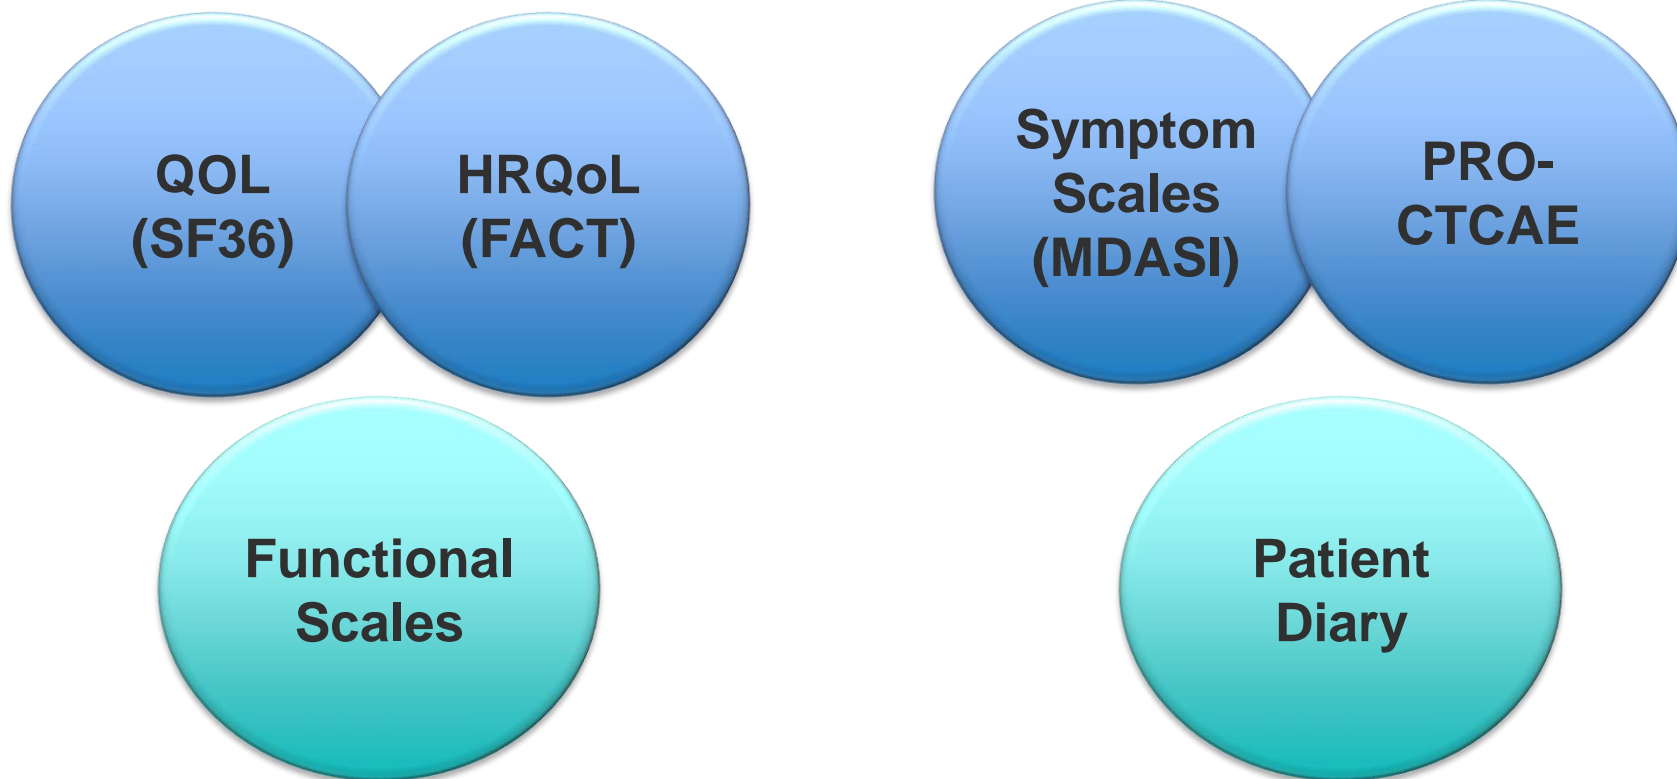 QOL
(SF36)
HRQoL
(FACT)
Symptom
Scales
(MDASI)
PRO-
CTCAE
Functional
Scales
Patient
Diary